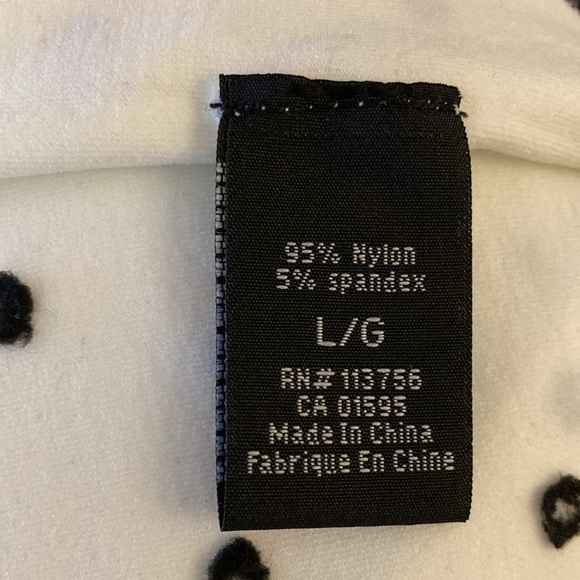 95% Nylon
5% spandex
L/G
RN# 113756
CA 01595
Made In China
Fabrique En Chine